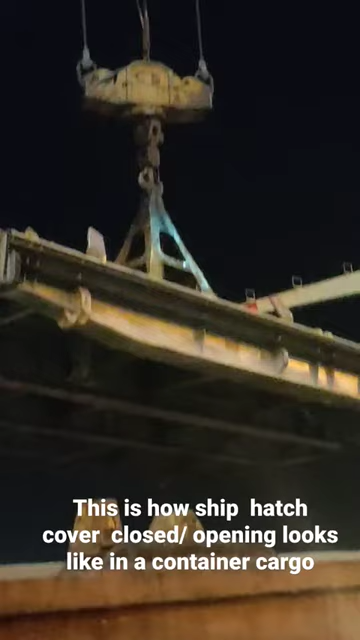 This is how ship hatch
cover closed/ opening looks
like in a container cargo